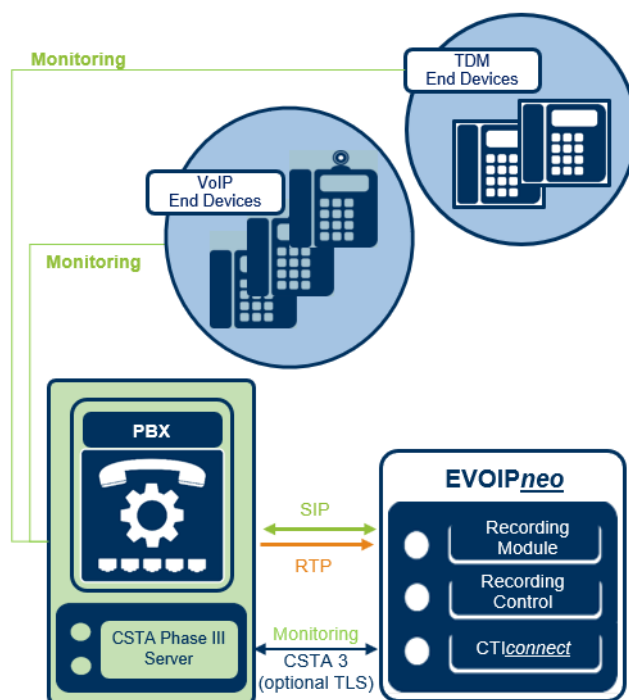 Monitoring
TDM
End Devices
VoIP
End Devices
Monitoring
PBX
EVOIPneo
SIP
RTP
Recording
Module
Recording
Control
CTIconnect
CSTA Phase III
Server
Monitoring
CSTA 3
(optional TLS)